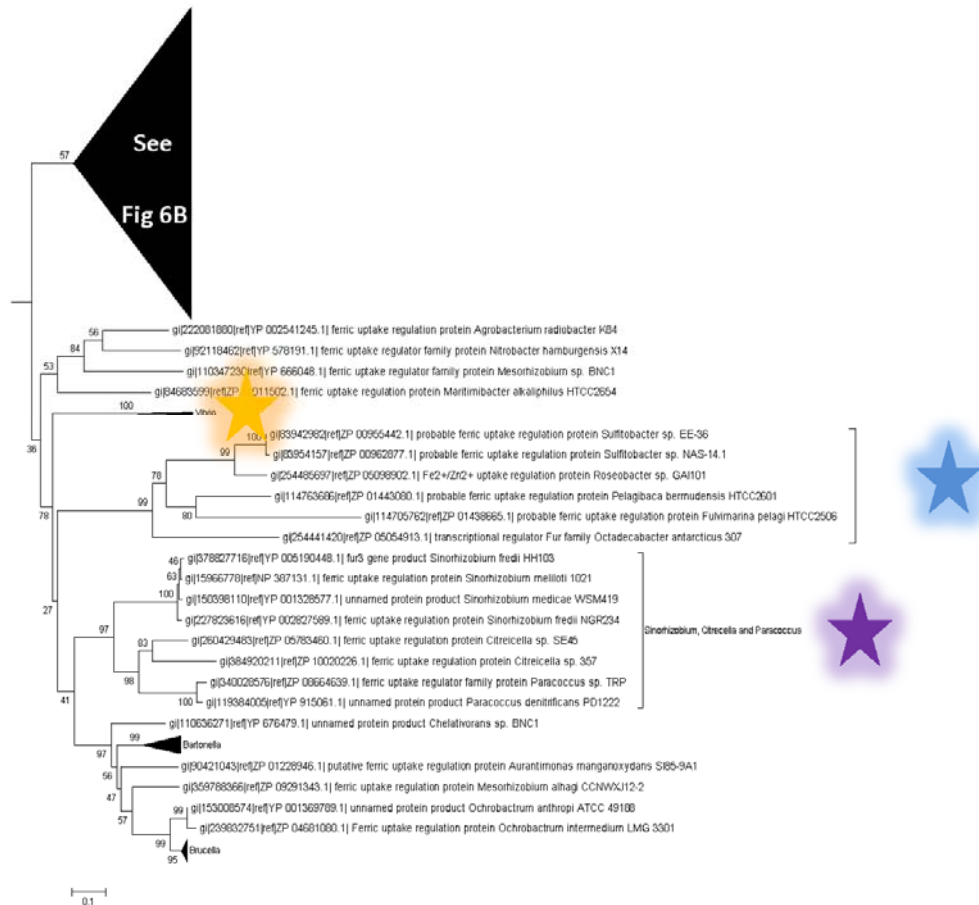 See
Fig 6B
57
gi|222081880|ref|YP 002541245.1| ferric uptake regulation protein Agrobacterium radiobacter K84
56
gi|92118462|ref|YP 578191.1| ferric uptake regulator family protein Nitrobacter hamburgensis X14
84
gi|110347230|ref|YP 666048.1| ferric uptake regulator family protein Mesorhizobium sp. BNC1
53
gi|84683599|ref|ZP 011502.1| ferric uptake regulation protein Maritimibacter alkaliphilus HTCC2654
100
Vibrio
36
gi|83942982|ref|ZP 00955442.1| probable ferric uptake regulation protein Sulfitobacter sp. EE-36
100
gi|83954157|ref|ZP 00962877.1| probable ferric uptake regulation protein Sulfitobacter sp. NAS-14.1
99
gi|254485697|ref|ZP 05098902.1| Fe2+/Zn2+ uptake regulation protein Roseobacter sp. GAI101
78
gi|114763686|ref|ZP 01443080.1| probable ferric uptake regulation protein Pelagibaca bermudensis HTCC2601
80
gi|114705762|ref|ZP 01438665.1| probable ferric uptake regulation protein Fulvimarina pelagi HTCC2506
99
78
gi|254441420|ref|ZP 05054913.1| transcriptional regulator Fur family Octadecabacter antarcticus 307
46
gi|378827716|ref|YP 005190448.1| fur3 gene product Sinorhizobium fredii HH103
63
gi|15966778|ref|NP 387131.1| ferric uptake regulation protein Sinorhizobium meliloti 1021
100
gi|150398110|ref|YP 001328577.1| unnamed protein product Sinorhizobium medicae WSM419
27
gi|227823616|ref|YP 002827589.1| ferric uptake regulation protein Sinorhizobium fredii NGR234
97
83
gi|260429483|ref|ZP 05783460.1| ferric uptake regulation protein Citreicella sp. SE45
Sinorhizobium, Citrecella and Paracoccus
gi|384920211|ref|ZP 10020226.1| ferric uptake regulation protein Citreicella sp. 357
98
gi|340028576|ref|ZP 08664639.1| ferric uptake regulator family protein Paracoccus sp. TRP
100
gi|119384005|ref|YP 915061.1| unnamed protein product Paracoccus denitrificans PD1222
41
gi|110636271|ref|YP 676479.1| unnamed protein product Chelativorans sp. BNC1
97
99
Bartonella
56
gi|90421043|ref|ZP 01228946.1| putative ferric uptake regulation protein Aurantimonas manganoxydans SI85-9A1
47
gi|359788366|ref|ZP 09291343.1| ferric uptake regulation protein Mesorhizobium alhagi CCNWXJ12-2
57
gi|153008574|ref|YP 001369789.1| unnamed protein product Ochrobactrum anthropi ATCC 49188
99
gi|239832751|ref|ZP 04681080.1| Ferric uptake regulation protein Ochrobactrum intermedium LMG 3301
99
95
Brucella
0.1